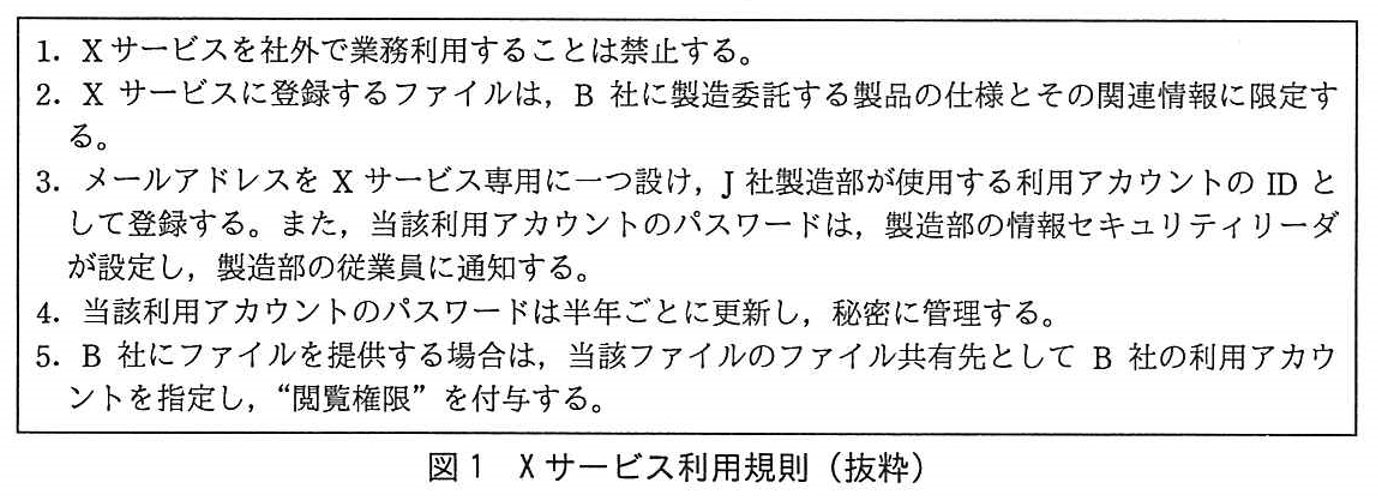 1. Xサービスを社外で業務利用することは禁止する。
2. X サービスに登録するファイルは，B 社に製造委託する製品の仕様とその関連情報に限定す
る。
3. メールアドレスを X サービス専用に一つ設け，J 社製造部が使用する利用アカウントの ID と
して登録する。また，当該利用アカウントのパスワードは，製造部の情報セキュリティリーダ
が設定し，製造部の従業員に通知する。
4. 当該利用アカウントのパスワードは半年ごとに更新し，秘密に管理する。
5. B 社にファイルを提供する場合は，当該ファイルのファイル共有先として B 社の利用アカウ
ントを指定し，“閲覧権限”を付与する。
図1 Xサービス利用規則（抜粋）